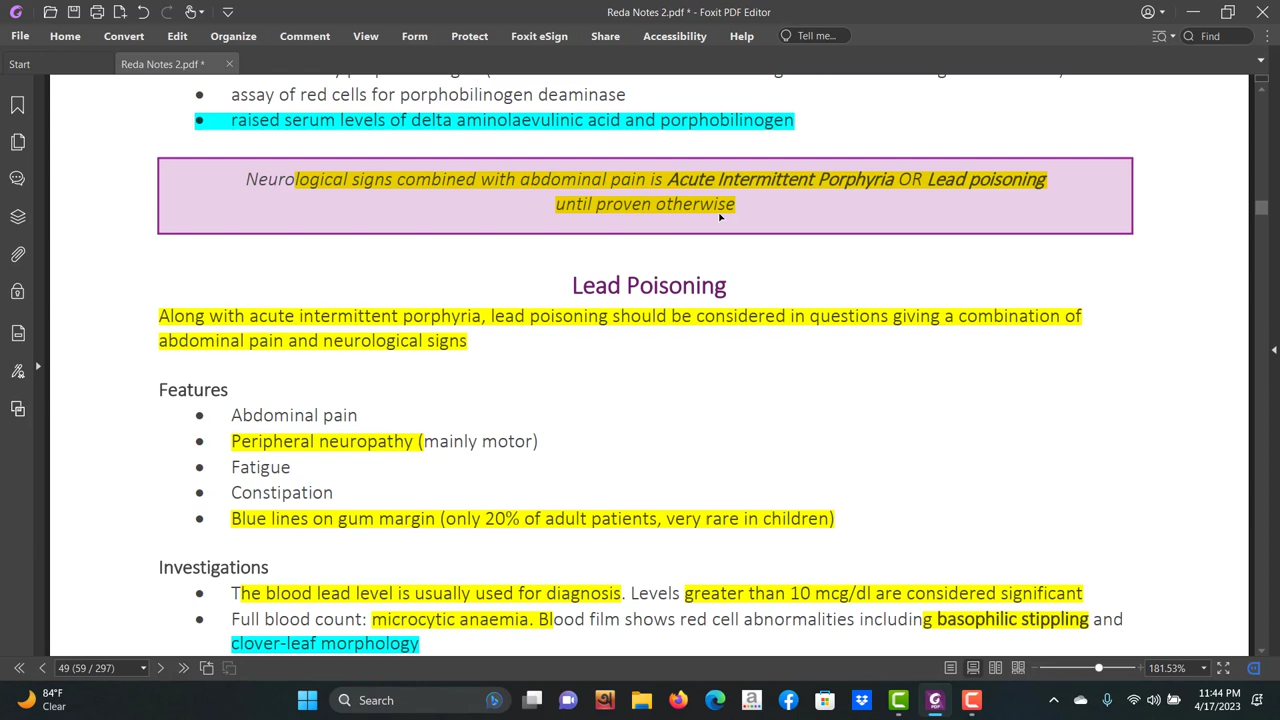 Reda Notes 2.pdf * - Foxit PDF Editor
File Home Convert Edit Organize Comment View Form Protect Foxit eSign Share Accessibility Help Tell me... Find
Start Reda Notes 2.pdf *
• assay of red cells for porphobilinogen deaminase
• raised serum levels of delta aminolaevulinic acid and porphobilinogen
Neurological signs combined with abdominal pain is Acute Intermittent Porphyria OR Lead poisoning
until proven otherwise
Lead Poisoning
Along with acute intermittent porphyria, lead poisoning should be considered in questions giving a combination of
abdominal pain and neurological signs
Features
• Abdominal pain
• Peripheral neuropathy (mainly motor)
• Fatigue
• Constipation
• Blue lines on gum margin (only 20% of adult patients, very rare in children)
Investigations
• The blood lead level is usually used for diagnosis. Levels greater than 10 mcg/dl are considered significant
• Full blood count: microcytic anaemia. Blood film shows red cell abnormalities including basophilic stippling and
clover-leaf morphology
49 (59 / 297) 181.53%
84°F
Clear
Search
11:44 PM
4/17/2023